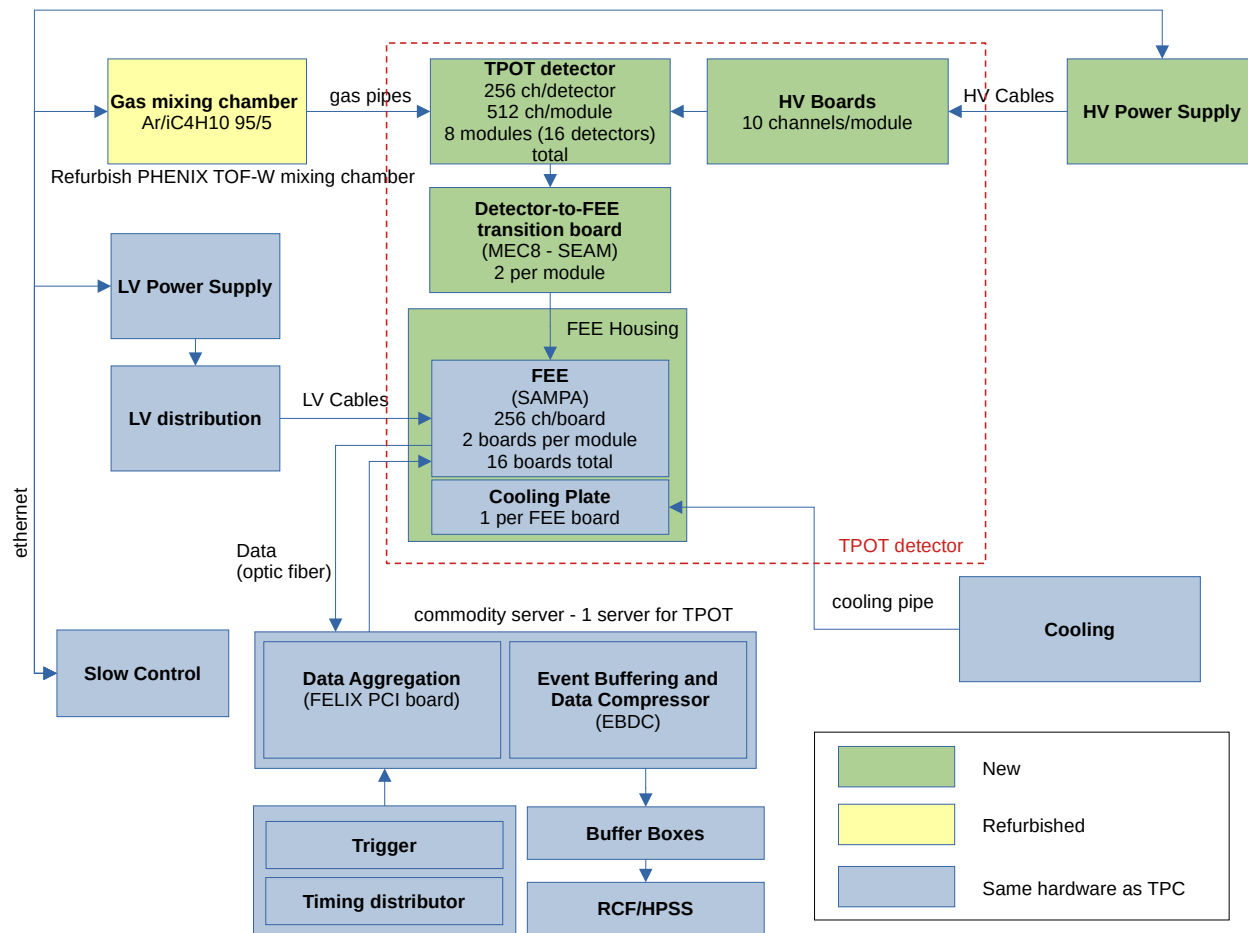 TPOT detector
256 ch/detector
512 ch/module
8 modules (16 detectors)
total
gas pipes
Gas mixing chamber
Ar/iC4H10 95/5
Refurbish PHENIX TOF-W mixing chamber
HV Boards
10 channels/module
HV Cables
HV Power Supply
Detector-to-FEE
transition board
(MEC8 - SEAM)
2 per module
LV Power Supply
LV distribution
LV Cables
FEE Housing
FEE
(SAMPA)
256 ch/board
2 boards per module
16 boards total
Cooling Plate
1 per FEE board
TPOT detector
ethernet
Data
(optic fiber)
cooling pipe
Cooling
commodity server - 1 server for TPOT
Slow Control
Data Aggregation
(FELIX PCI board)
Event Buffering and
Data Compressor
(EBDC)
Trigger
Timing distributor
Buffer Boxes
RCF/HPSS
New
Refurbished
Same hardware as TPC